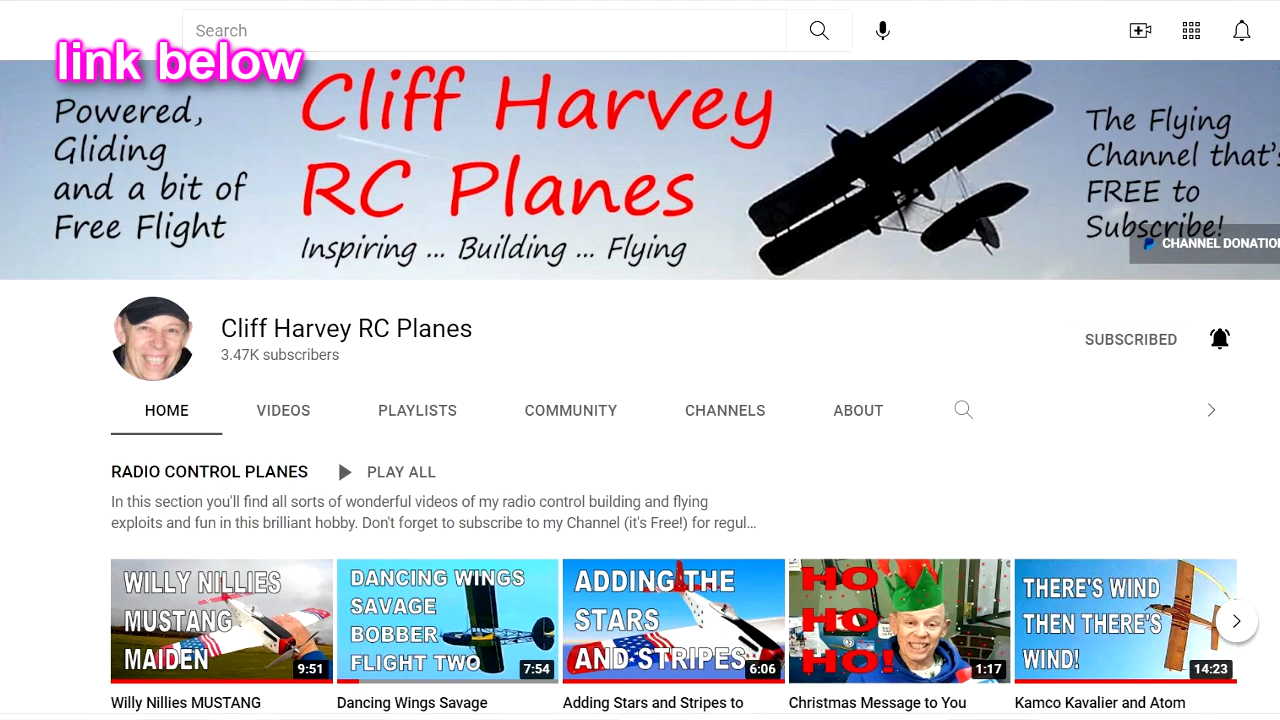 Search
link below
Powered,
Gliding
and a bit of
Free Flight
Cliff Harvey
RC Planes
Inspiring ... Building ... Flying
The Flying
Channel that's
FREE to
Subscribe!
CHANNEL DONATION
Cliff Harvey RC Planes
3.47K subscribers
SUBSCRIBED
HOME VIDEOS PLAYLISTS COMMUNITY CHANNELS ABOUT
RADIO CONTROL PLANES PLAY ALL
In this section you'll find all sorts of wonderful videos of my radio control building and flying
exploits and fun in this brilliant hobby. Don't forget to subscribe to my Channel (it's Free!) for regul...
WILLY NILLIES
MUSTANG
MAIDEN
9:51
DANCING WINGS
SAVAGE
BOBBER
FLIGHT TWO
7:54
ADDING THE
STARS
AND STRIPES
6:06
HO
HO
HO!
1:17
THERE'S WIND
THEN THERE'S
WIND!
14:23
Willy Nillies MUSTANG
Dancing Wings Savage
Adding Stars and Stripes to
Christmas Message to You
Kamco Kavalier and Atom